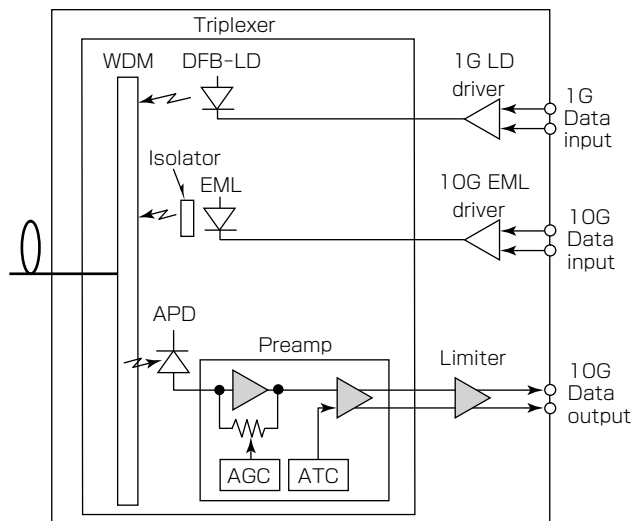 Triplexer
WDM
DFB-LD
1G LD
driver
1G
Data
input
Isolator
EML
10G EML
driver
10G
Data
input
APD
Preamp
Limiter
10G
Data
output
AGC
ATC